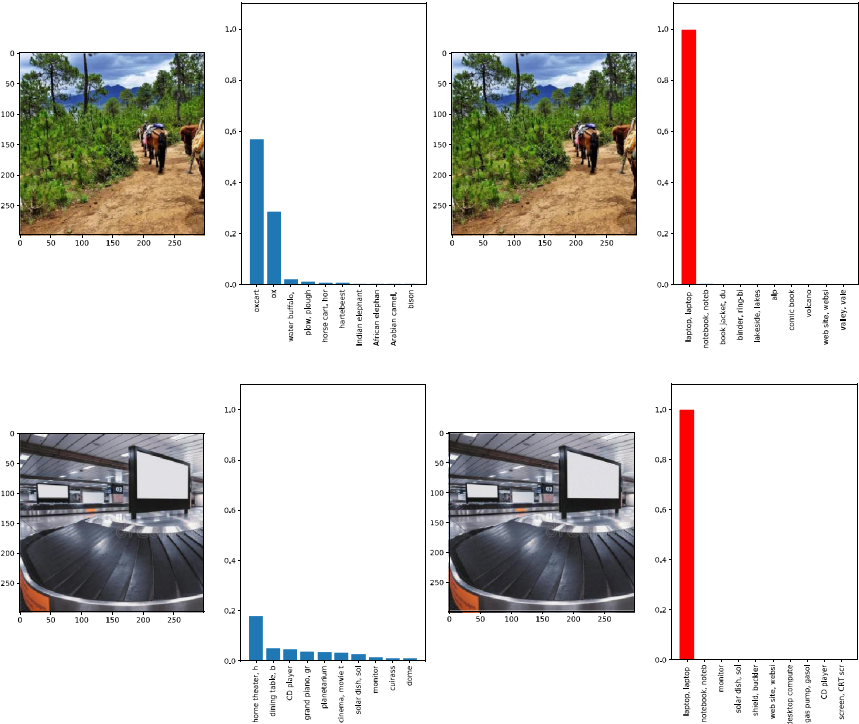 1.0
0.8
0.6
0.4
0.2
0.0
0
50
100
150
200
250
0
50
100
150
200
250
oxcart
ox
water buffalo,
plow, plough
horse cart, hor
hartebeest
Indian elephant
African elephan
Arabian camel,
bison
0
50
100
150
200
250
0
50
100
150
200
250
1.0
0.8
0.6
0.4
0.2
0.0
laptop, laptop
notebook, noteb
book jacket, du
binder, ring-bi
lakeside, lakes
alp
comic book
volcano
web site, websi
valley, vale
0
50
100
150
200
250
0
50
100
150
200
250
03
1.0
0.8
0.6
0.4
0.2
0.0
home theater, h
dining table, b
CD player
grand piano, gr
planetarium
cinema, movie t
solar dish, sol
monitor
cuirass
dome
0
50
100
150
200
250
0
50
100
150
200
250
03
1.0
0.8
0.6
0.4
0.2
0.0
laptop, laptop
notebook, noteb
monitor
solar dish, sol
shield, buckler
web site, websi
desktop compute
gas pump, gasol
CD player
screen, CRT scr